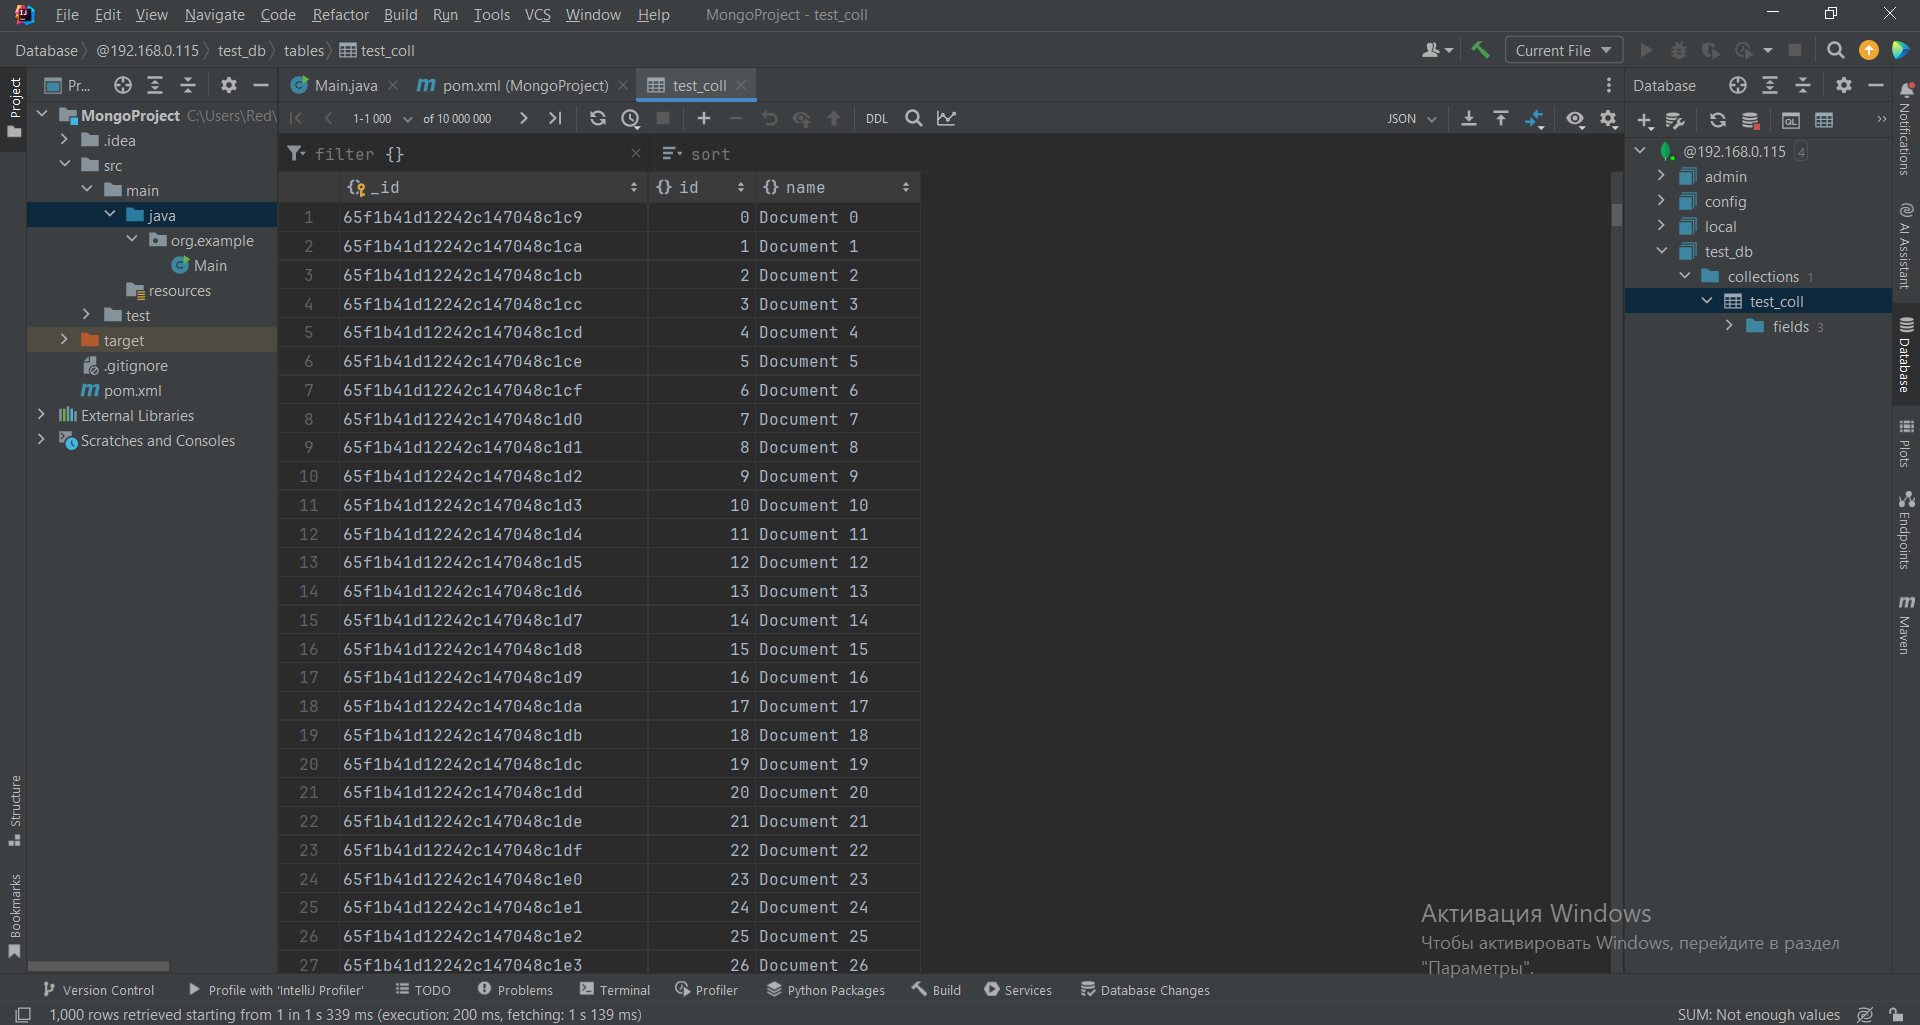 File Edit View Navigate Code Refactor Build Run Tools VCS Window Help MongoProject - test_coll
Database @192.168.0.115 test_db tables test_coll
Current File
Project
Pr...
MongoProject C:\Users\Red\
.idea
src
main
java
org.example
Main
resources
test
target
.gitignore
pom.xml
External Libraries
Scratches and Consoles
Structure
Bookmarks
Main.java pom.xml (MongoProject) test_coll
1-1 000 of 10 000 000 DDL JSON
filter {} sort
_id {} id {} name
1 65f1b41d12242c147048c1c9 0 Document 0
2 65f1b41d12242c147048c1ca 1 Document 1
3 65f1b41d12242c147048c1cb 2 Document 2
4 65f1b41d12242c147048c1cc 3 Document 3
5 65f1b41d12242c147048c1cd 4 Document 4
6 65f1b41d12242c147048c1ce 5 Document 5
7 65f1b41d12242c147048c1cf 6 Document 6
8 65f1b41d12242c147048c1d0 7 Document 7
9 65f1b41d12242c147048c1d1 8 Document 8
10 65f1b41d12242c147048c1d2 9 Document 9
11 65f1b41d12242c147048c1d3 10 Document 10
12 65f1b41d12242c147048c1d4 11 Document 11
13 65f1b41d12242c147048c1d5 12 Document 12
14 65f1b41d12242c147048c1d6 13 Document 13
15 65f1b41d12242c147048c1d7 14 Document 14
16 65f1b41d12242c147048c1d8 15 Document 15
17 65f1b41d12242c147048c1d9 16 Document 16
18 65f1b41d12242c147048c1da 17 Document 17
19 65f1b41d12242c147048c1db 18 Document 18
20 65f1b41d12242c147048c1dc 19 Document 19
21 65f1b41d12242c147048c1dd 20 Document 20
22 65f1b41d12242c147048c1de 21 Document 21
23 65f1b41d12242c147048c1df 22 Document 22
24 65f1b41d12242c147048c1e0 23 Document 23
25 65f1b41d12242c147048c1e1 24 Document 24
26 65f1b41d12242c147048c1e2 25 Document 25
27 65f1b41d12242c147048c1e3 26 Document 26
Database
QL
@192.168.0.115 4
admin
config
local
test_db
collections 1
test_coll
fields 3
Notifications
AI Assistant
Database
Plots
Endpoints
Maven
Активация Windows
Чтобы активировать Windows, перейдите в раздел
"Параметры".
Version Control Profile with 'IntelliJ Profiler' TODO Problems Terminal Profiler Python Packages Build Services Database Changes
1,000 rows retrieved starting from 1 in 1 s 339 ms (execution: 200 ms, fetching: 1 s 139 ms) SUM: Not enough values